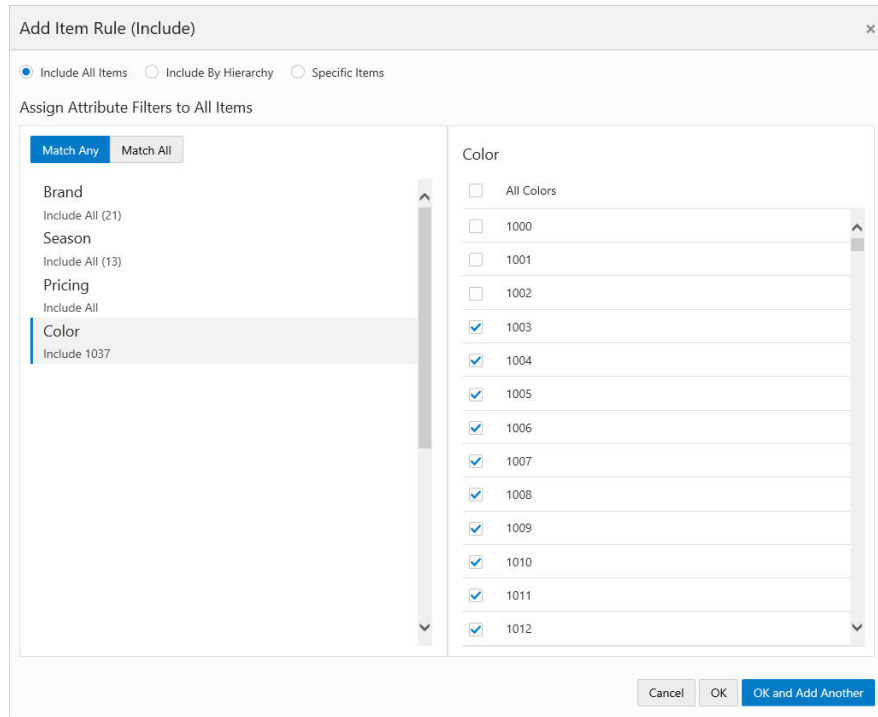 Add Item Rule (Include)
Include All Items Include By Hierarchy Specific Items
Assign Attribute Filters to All Items
Match Any Match All
Brand
Include All (21)
Season
Include All (13)
Pricing
Include All
Color
Include 1037
Color
All Colors
1000
1001
1002
1003
1004
1005
1006
1007
1008
1009
1010
1011
1012
Cancel OK OK and Add Another